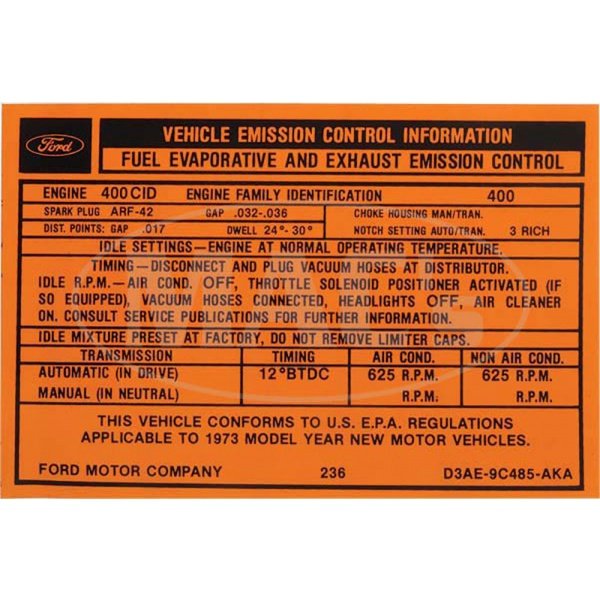 Ford
VEHICLE EMISSION CONTROL INFORMATION
FUEL EVAPORATIVE AND EXHAUST EMISSION CONTROL
ENGINE 400 CID ENGINE FAMILY IDENTIFICATION 400
SPARK PLUG ARF-42 GAP .032-.036 CHOKE HOUSING MAN/TRAN.
DIST. POINTS: GAP .017 DWELL 24°-30° NOTCH SETTING AUTO/TRAN. 3 RICH
IDLE SETTINGS—ENGINE AT NORMAL OPERATING TEMPERATURE.
TIMING—DISCONNECT AND PLUG VACUUM HOSES AT DISTRIBUTOR.
IDLE R.P.M.—AIR COND. OFF, THROTTLE SOLENOID POSITIONER ACTIVATED (IF
SO EQUIPPED), VACUUM HOSES CONNECTED, HEADLIGHTS OFF, AIR CLEANER
ON. CONSULT SERVICE PUBLICATIONS FOR FURTHER INFORMATION.
IDLE MIXTURE PRESET AT FACTORY, DO NOT REMOVE LIMITER CAPS.
TRANSMISSION TIMING AIR COND. NON AIR COND.
AUTOMATIC (IN DRIVE) 12°BTDC 625 R.P.M. 625 R.P.M.
MANUAL (IN NEUTRAL) R.P.M. R.P.M.
THIS VEHICLE CONFORMS TO U.S. E.P.A. REGULATIONS
APPLICABLE TO 1973 MODEL YEAR NEW MOTOR VEHICLES.
FORD MOTOR COMPANY 236 D3AE-9C485-AKA
MAC's